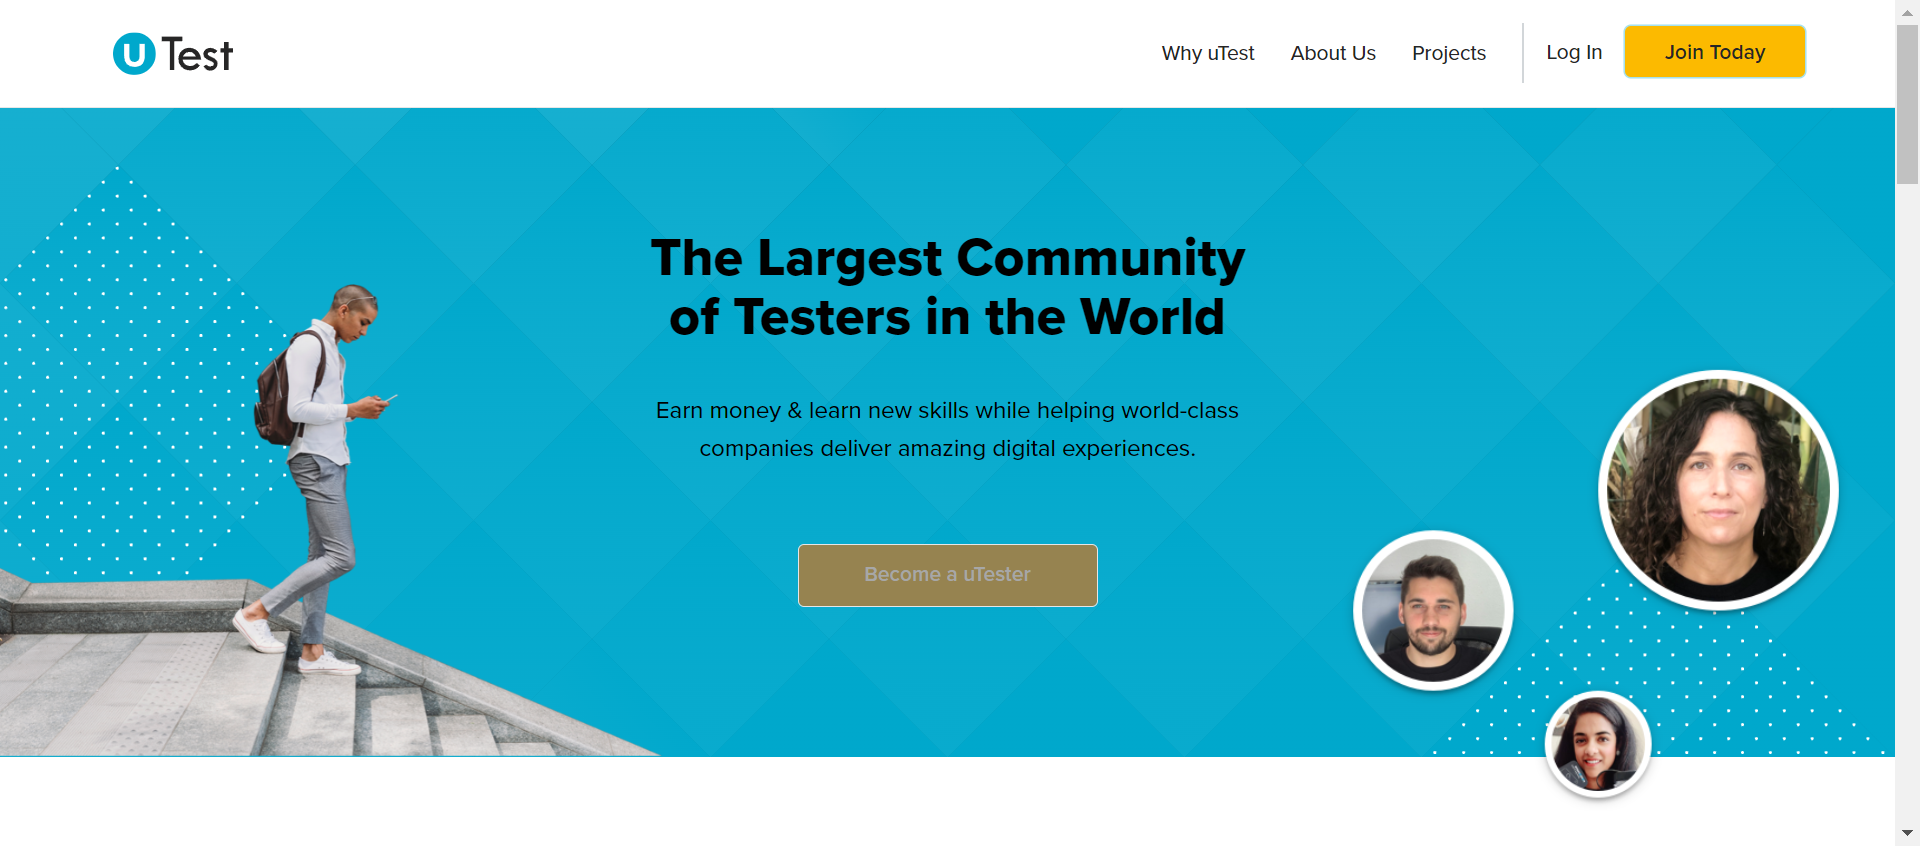 uTest
Why uTest
About Us
Projects
Log In
Join Today
The Largest Community
of Testers in the World
Earn money & learn new skills while helping world-class
companies deliver amazing digital experiences.
Become a uTester